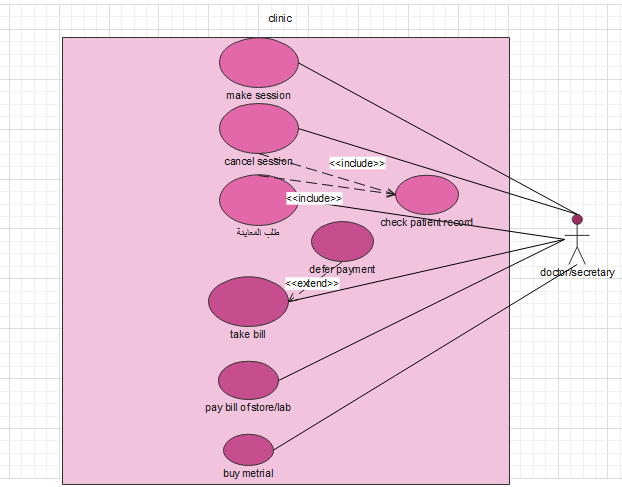 clinic
make session
cancel session
<<include>>
<<include>>
check patient record
طلب المعاينة
defer payment
doctor/secretary
<<extend>>
take bill
pay bill of store/lab
buy metrial